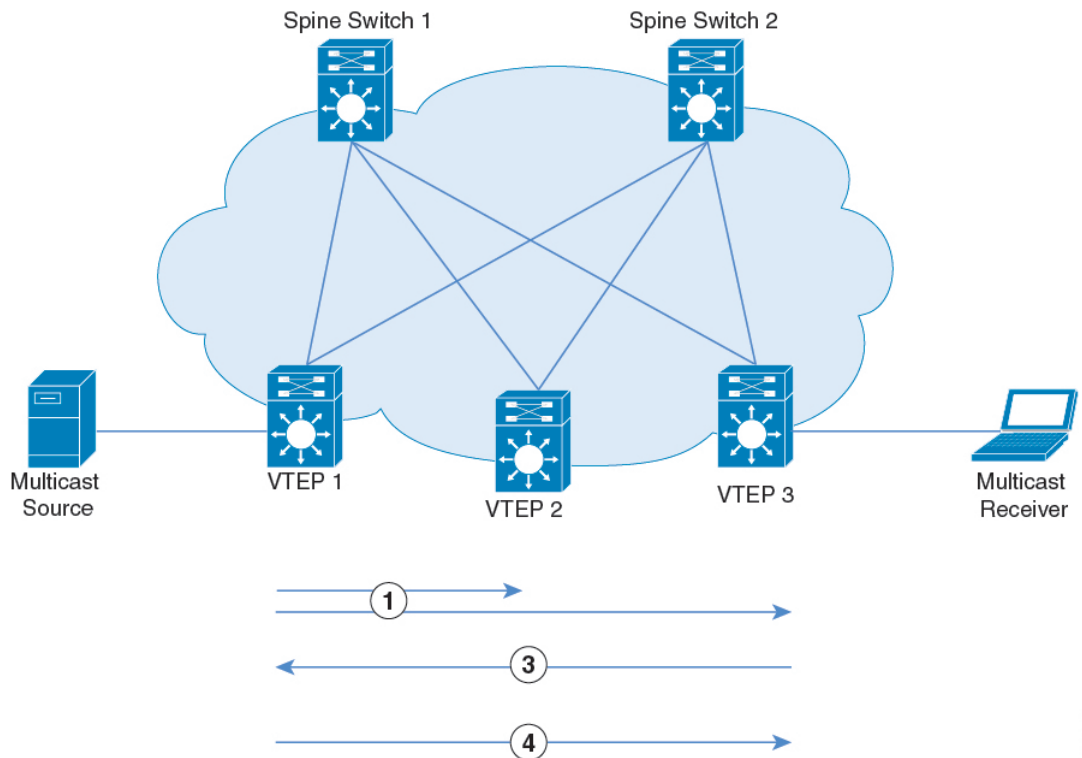 Spine Switch 1
Spine Switch 2
Multicast
Source
VTEP 1
VTEP 2
VTEP 3
Multicast
Receiver
1
3
4